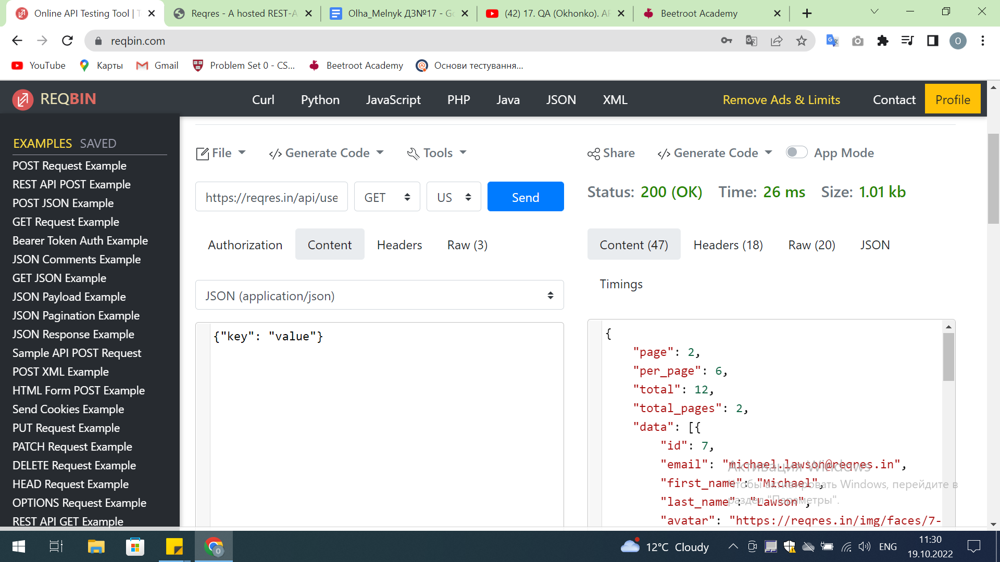 Online API Testing Tool | T
Reqres - A hosted REST-A
Olha_Melnyk ДЗ№17 - Go
(42) 17. QA (Okhonko). AP
Beetroot Academy
reqbin.com
O
YouTube
Карты
Gmail
Problem Set 0 - CS...
Beetroot Academy
Основи тестування...
REQBIN
Curl
Python
JavaScript
PHP
Java
JSON
XML
Remove Ads & Limits
Contact
Profile
EXAMPLES SAVED
POST Request Example
REST API POST Example
POST JSON Example
GET Request Example
Bearer Token Auth Example
JSON Comments Example
GET JSON Example
JSON Payload Example
JSON Pagination Example
JSON Response Example
Sample API POST Request
POST XML Example
HTML Form POST Example
Send Cookies Example
PUT Request Example
PATCH Request Example
DELETE Request Example
HEAD Request Example
OPTIONS Request Example
REST API GET Example
File
</> Generate Code
Tools
https://reqres.in/api/use
GET
US
Send
Authorization
Content
Headers
Raw (3)
JSON (application/json)
{"key": "value"}
Share
</> Generate Code
App Mode
Status: 200 (OK) Time: 26 ms Size: 1.01 kb
Content (47)
Headers (18)
Raw (20)
JSON
Timings
{
"page": 2,
"per_page": 6,
"total": 12,
"total_pages": 2,
"data": [{
"id": 7,
"email": "michael.lawson@reqres.in",
"first_name": "Michael",
"last_name": "Lawson",
"avatar": "https://reqres.in/img/faces/7-
Активация Windows
Чтобы активировать Windows, перейдите в
раздел "Параметры".
12°C Cloudy
ENG
11:30
19.10.2022